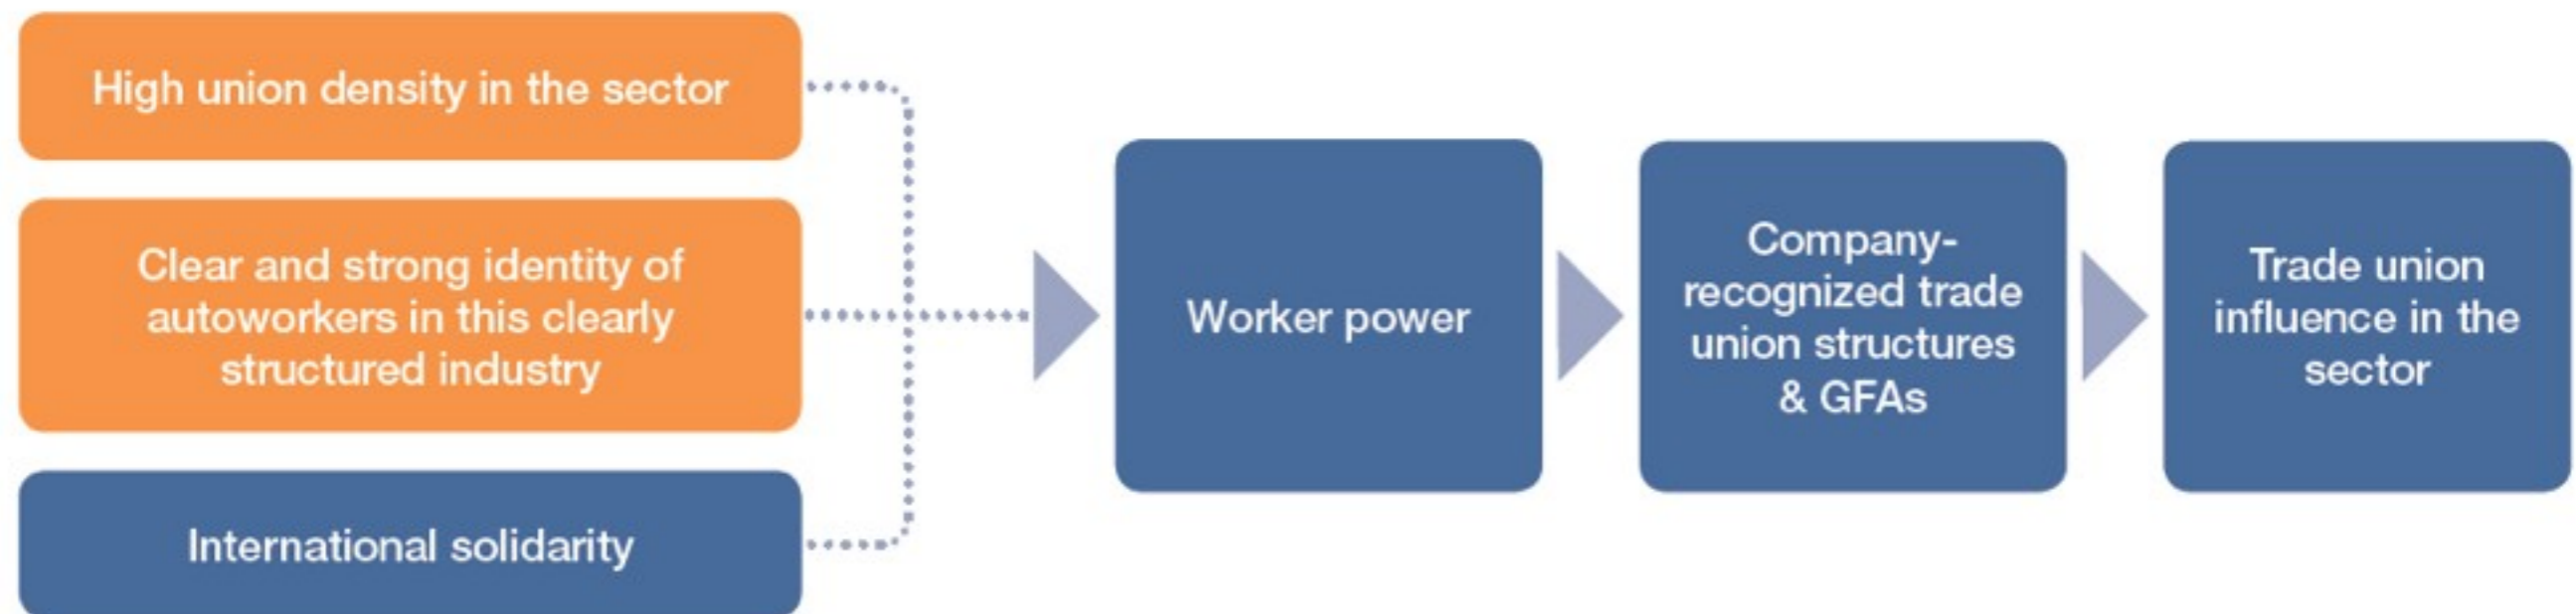 High union density in the sector
Clear and strong identity of
autoworkers in this clearly
structured industry
International solidarity
Worker power
Company-
recognized trade
union structures
& GFAs
Trade union
influence in the
sector